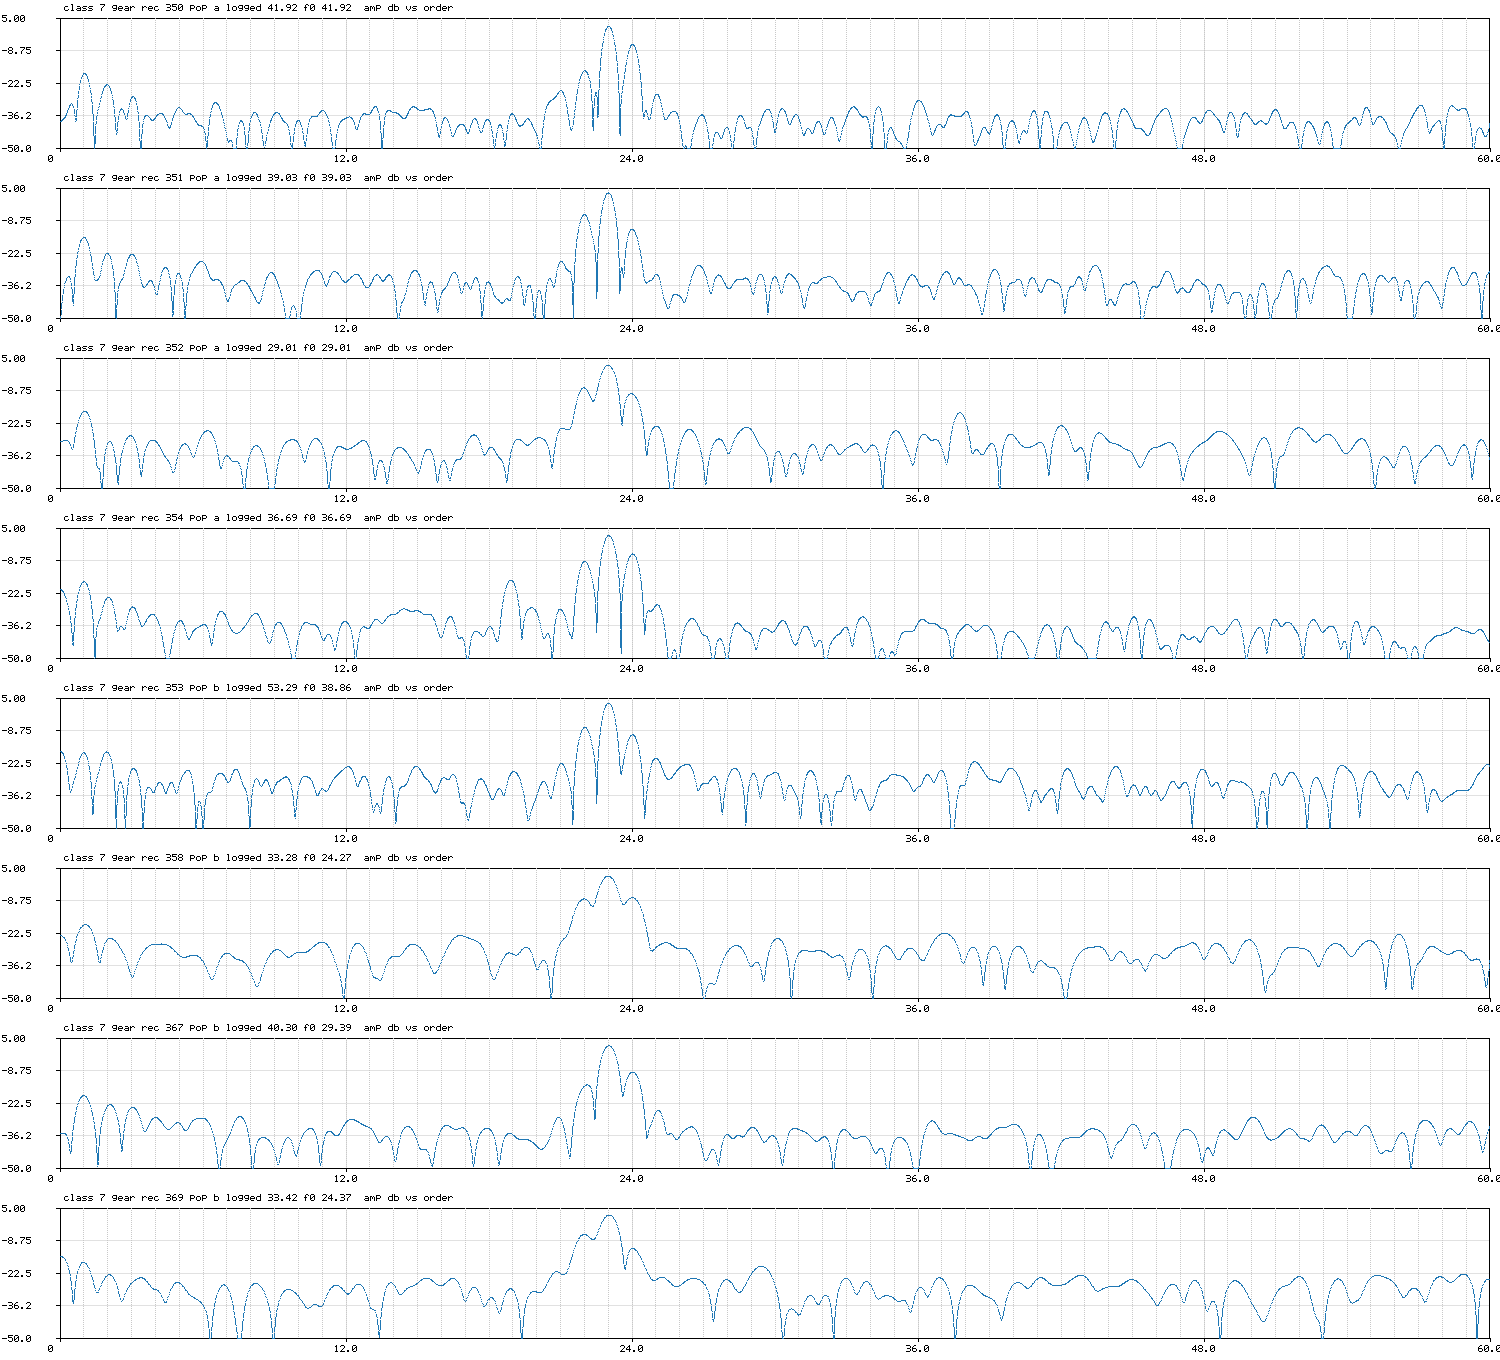 class 7 gear rec 350 pop a logged 41.92 f0 41.92 amp db vs order
5.00
-8.75
-22.5
-36.2
-50.0
0 12.0 24.0 36.0 48.0 60.0
class 7 gear rec 351 pop a logged 39.03 f0 39.03 amp db vs order
5.00
-8.75
-22.5
-36.2
-50.0
0 12.0 24.0 36.0 48.0 60.0
class 7 gear rec 352 pop a logged 29.01 f0 29.01 amp db vs order
5.00
-8.75
-22.5
-36.2
-50.0
0 12.0 24.0 36.0 48.0 60.0
class 7 gear rec 354 pop a logged 36.69 f0 36.69 amp db vs order
5.00
-8.75
-22.5
-36.2
-50.0
0 12.0 24.0 36.0 48.0 60.0
class 7 gear rec 353 pop b logged 53.29 f0 38.86 amp db vs order
5.00
-8.75
-22.5
-36.2
-50.0
0 12.0 24.0 36.0 48.0 60.0
class 7 gear rec 358 pop b logged 33.28 f0 24.27 amp db vs order
5.00
-8.75
-22.5
-36.2
-50.0
0 12.0 24.0 36.0 48.0 60.0
class 7 gear rec 367 pop b logged 40.30 f0 29.39 amp db vs order
5.00
-8.75
-22.5
-36.2
-50.0
0 12.0 24.0 36.0 48.0 60.0
class 7 gear rec 369 pop b logged 33.42 f0 24.37 amp db vs order
5.00
-8.75
-22.5
-36.2
-50.0
0 12.0 24.0 36.0 48.0 60.0